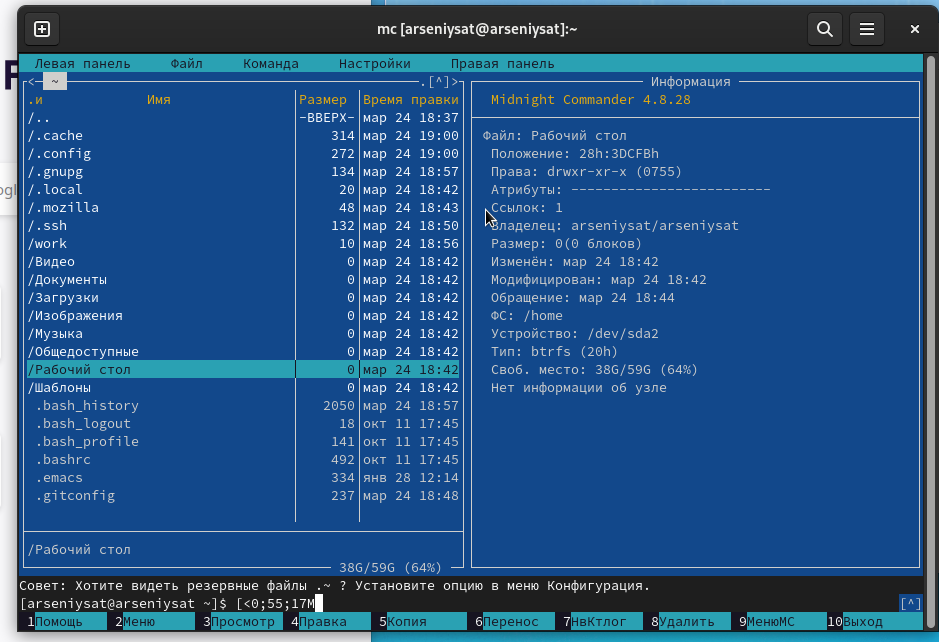 mc [arseniysat@arseniysat]:~
Левая панель Файл Команда Настройки Правая панель
<- ~ .[^]>
.и Имя Размер Время правки
/.. -ВВЕРХ- мар 24 18:37
/.cache 314 мар 24 19:00
/.config 272 мар 24 19:00
/.gnupg 134 мар 24 18:57
/.local 20 мар 24 18:42
/.mozilla 48 мар 24 18:43
/.ssh 132 мар 24 18:50
/work 10 мар 24 18:56
/Видео 0 мар 24 18:42
/Документы 0 мар 24 18:42
/Загрузки 0 мар 24 18:42
/Изображения 0 мар 24 18:42
/Музыка 0 мар 24 18:42
/Общедоступные 0 мар 24 18:42
/Рабочий стол 0 мар 24 18:42
/Шаблоны 0 мар 24 18:42
.bash_history 2050 мар 24 18:57
.bash_logout 18 окт 11 17:45
.bash_profile 141 окт 11 17:45
.bashrc 492 окт 11 17:45
.emacs 334 янв 28 12:14
.gitconfig 237 мар 24 18:48
/Рабочий стол
38G/59G (64%)
Информация
Midnight Commander 4.8.28
Файл: Рабочий стол
Положение: 28h:3DCFBh
Права: drwxr-xr-x (0755)
Атрибуты: -------------------------
Ссылок: 1
Владелец: arseniysat/arseniysat
Размер: 0(0 блоков)
Изменён: мар 24 18:42
Модифицирован: мар 24 18:42
Обращение: мар 24 18:44
ФС: /home
Устройство: /dev/sda2
Тип: btrfs (20h)
Своб. место: 38G/59G (64%)
Нет информации об узле
Совет: Хотите видеть резервные файлы .~ ? Установите опцию в меню Конфигурация.
[arseniysat@arseniysat ~]$ [<0;55;17M [^]
1Помощь 2Меню 3Просмотр 4Правка 5Копия 6Перенос 7НвКтлог 8Удалить 9МенюМС 10Выход